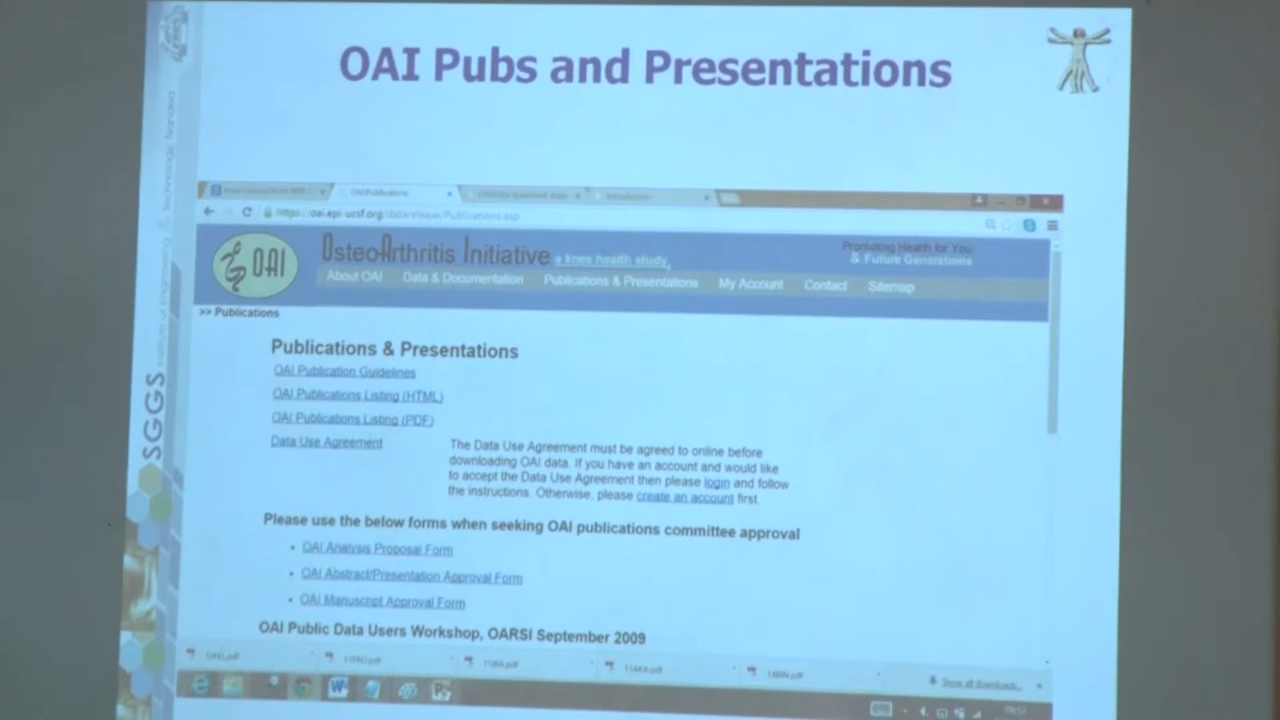 OAI Pubs and Presentations
SGGS Institute of Engineering & Technology, Nanded
https://oai.epi-ucsf.org/datarelease/Publications.asp
OAI
OsteoArthritis Initiative a knee health study
Promoting Health for You
& Future Generations
About OAI Data & Documentation Publications & Presentations My Account Contact Sitemap
>> Publications
Publications & Presentations
OAI Publication Guidelines
OAI Publications Listing (HTML)
OAI Publications Listing (PDF)
Data Use Agreement
The Data Use Agreement must be agreed to online before
downloading OAI data. If you have an account and would like
to accept the Data Use Agreement then please login and follow
the instructions. Otherwise, please create an account first.
Please use the below forms when seeking OAI publications committee approval
• OAI Analysis Proposal Form
• OAI Abstract/Presentation Approval Form
• OAI Manuscript Approval Form
OAI Public Data Users Workshop, OARSI September 2009
Show all downloads...